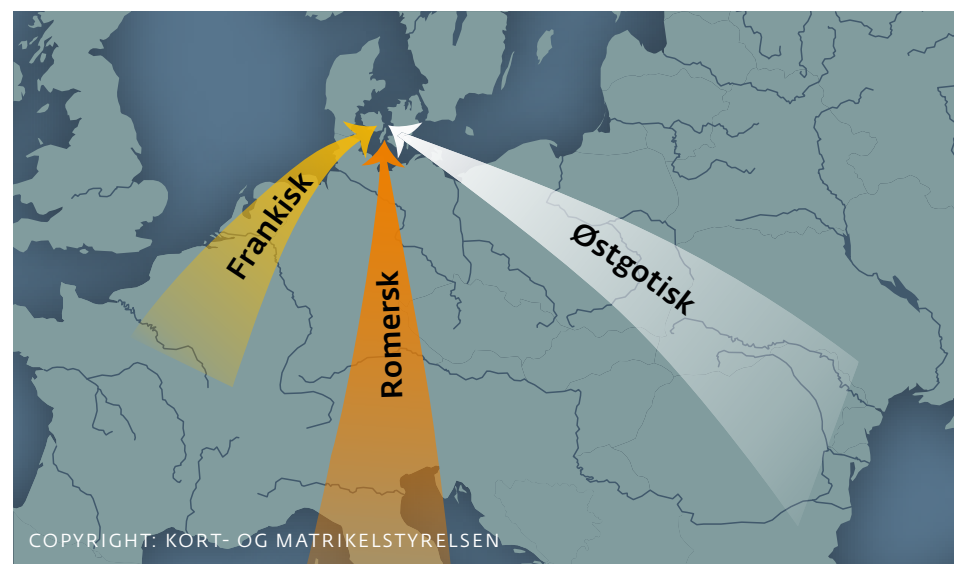 Frankisk
Romersk
Østgotisk
COPYRIGHT: KORT- OG MATRIKELSTYRELSEN